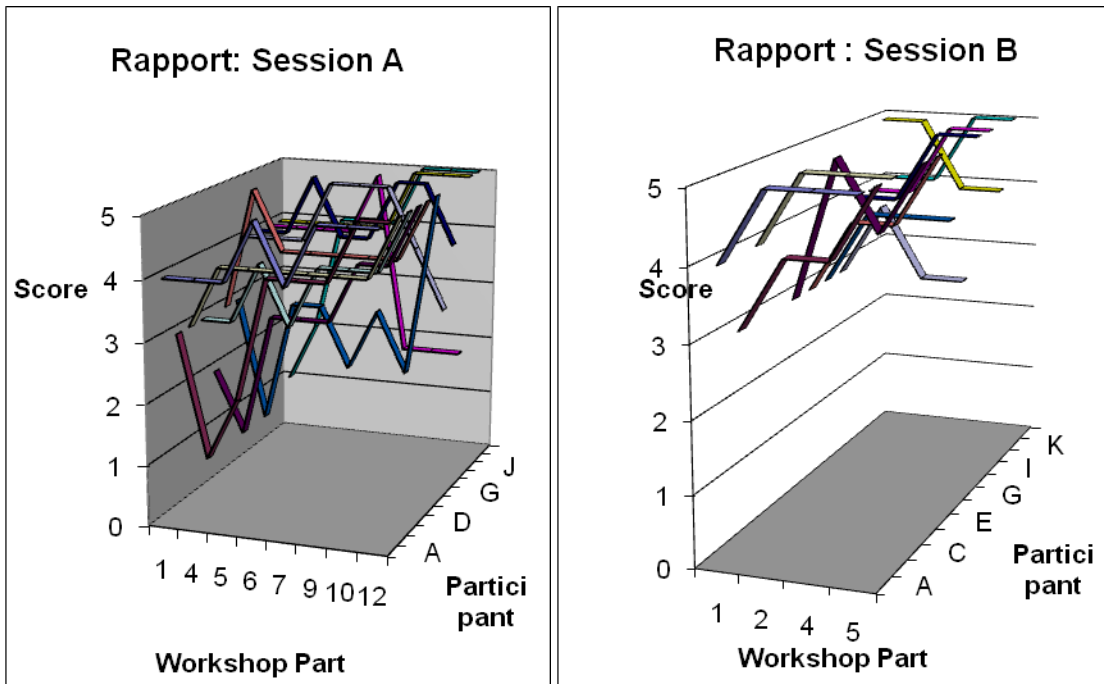 Rapport: Session A
5
4
Score
3
2
1
0
1 4 5 6 7 9 10 12
A
D
G
J
Partici
pant
Workshop Part
Rapport : Session B
5
4
Score
3
2
1
0
1 2 4 5
A
C
E
G
I
K
Partici
pant
Workshop Part